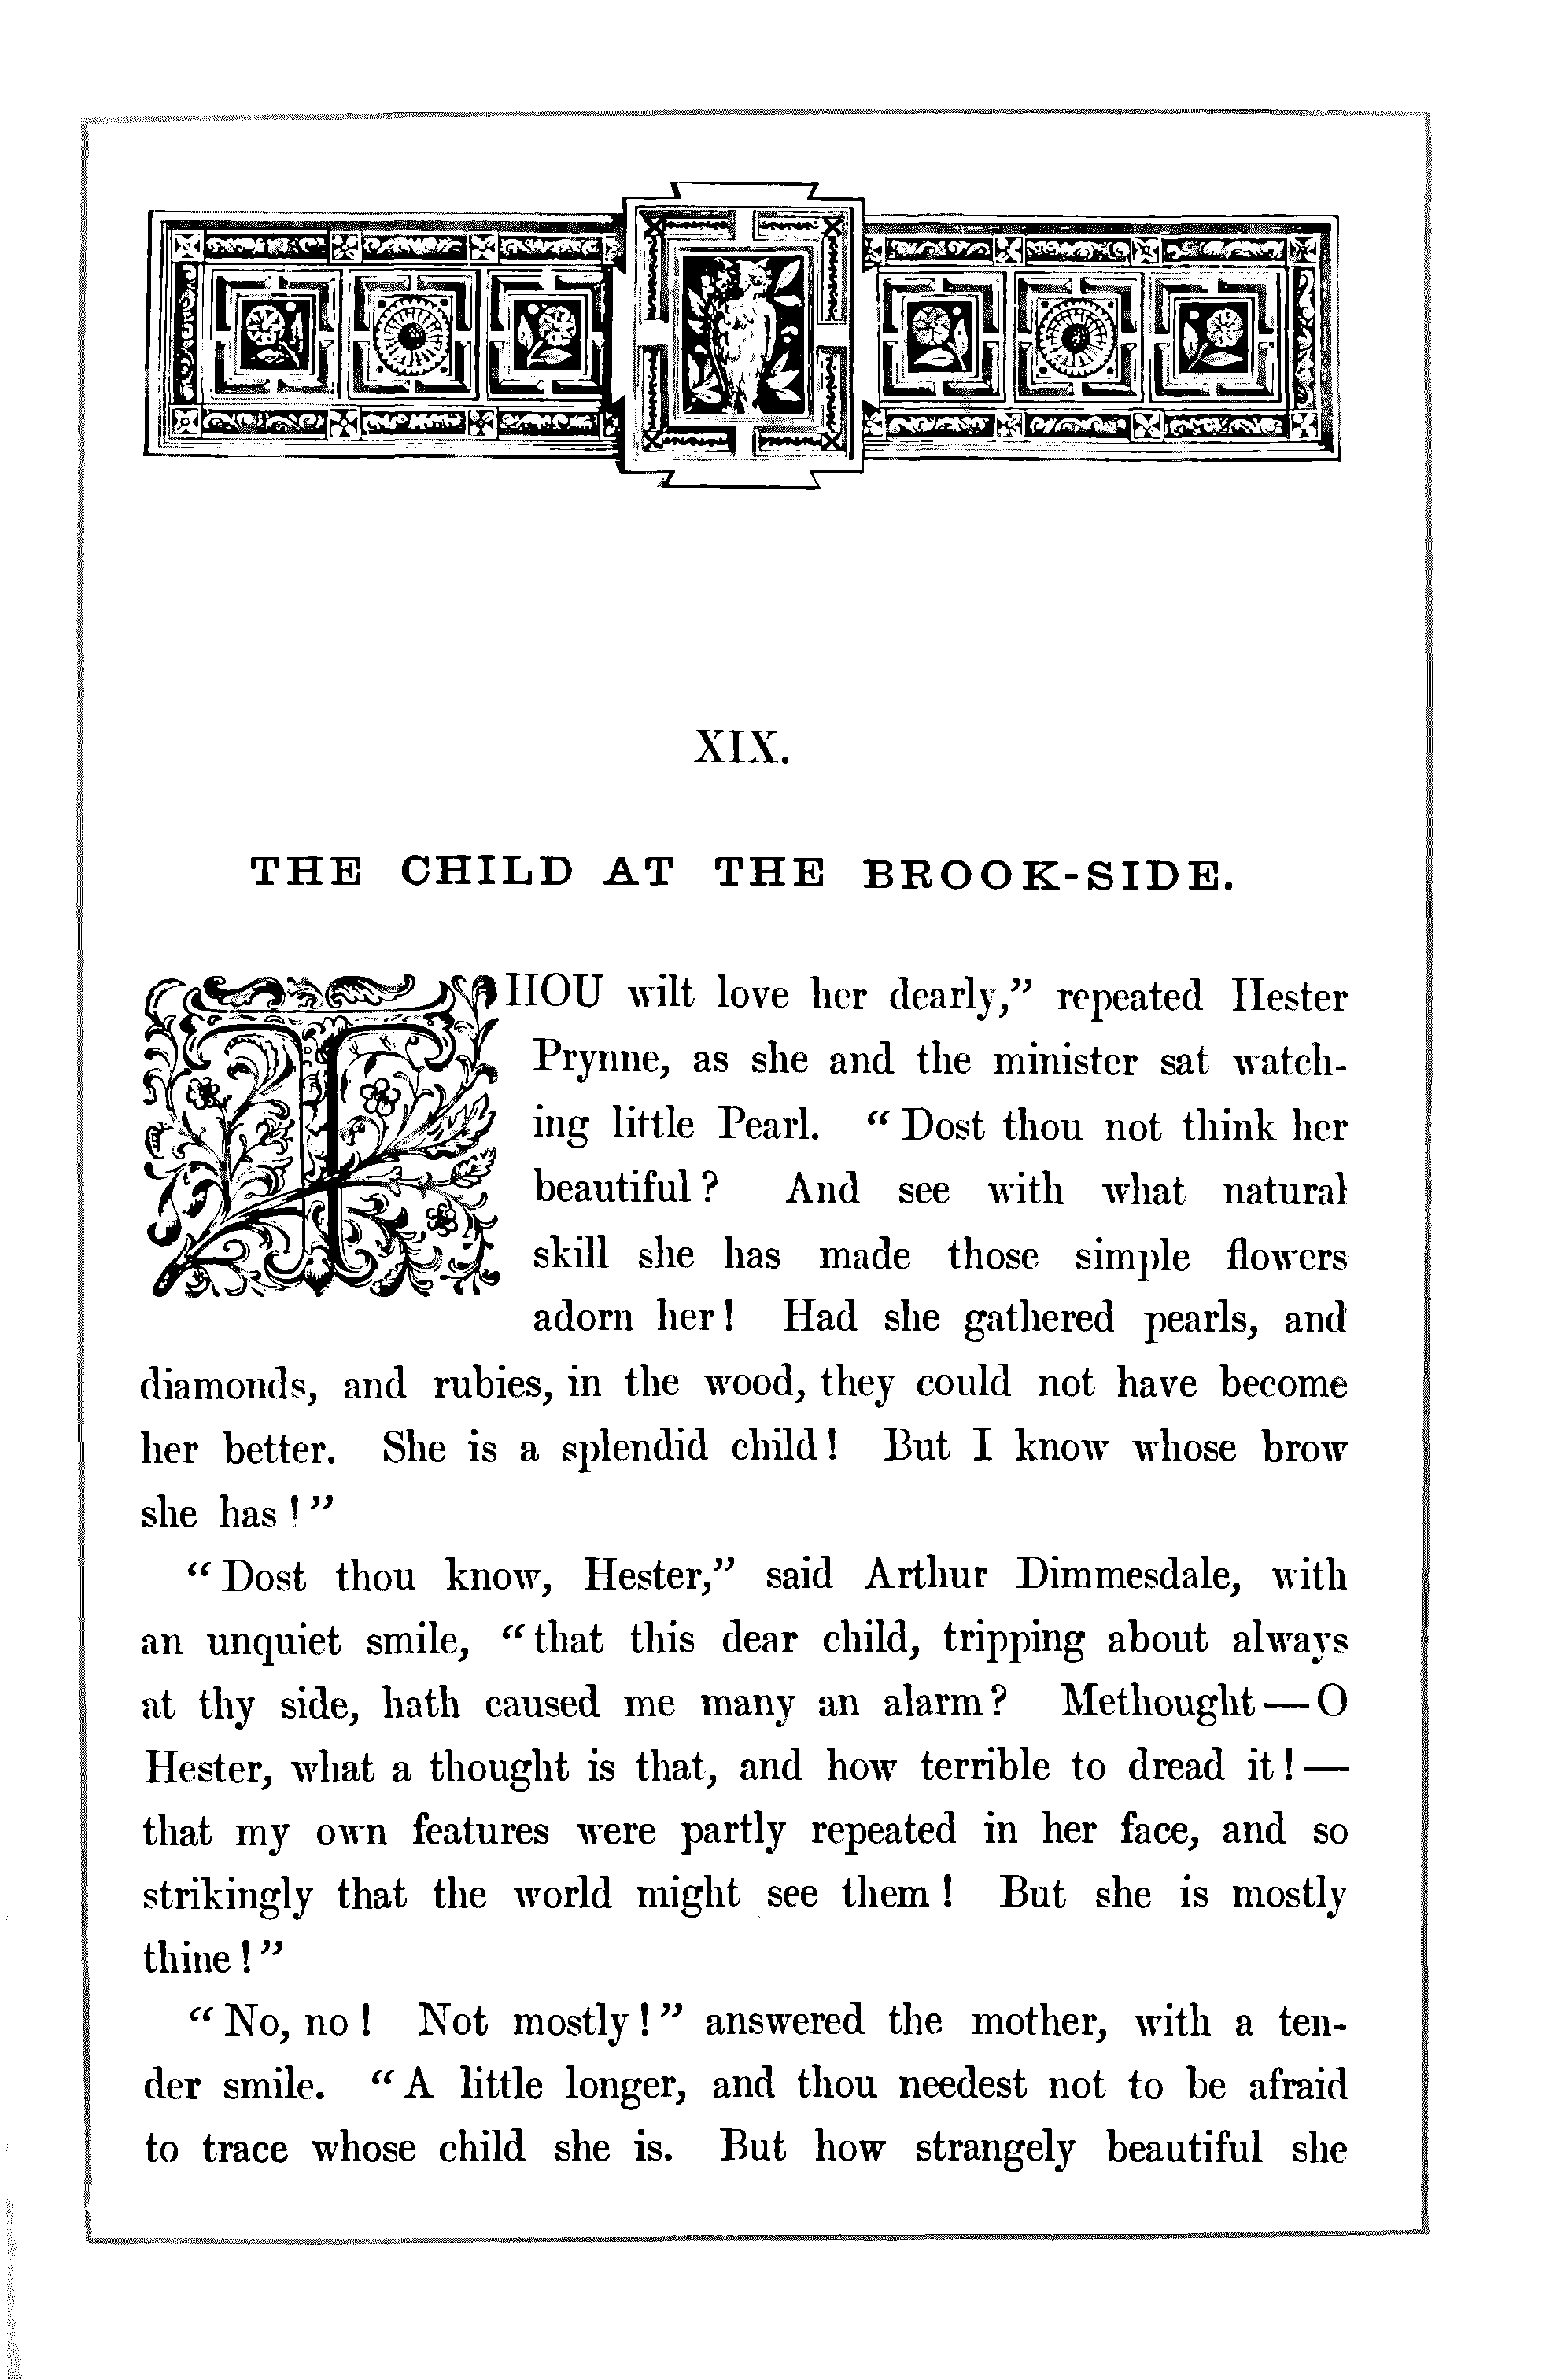 XIX.
THE CHILD AT THE BROOK-SIDE.
THOU wilt love her dearly,” repeated Hester
Prynne, as she and the minister sat watch-
ing little Pearl. “Dost thou not think her
beautiful? And see with what natural
skill she has made those simple flowers
adorn her! Had she gathered pearls, and
diamonds, and rubies, in the wood, they could not have become
her better. She is a splendid child! But I know whose brow
she has!”
“Dost thou know, Hester,” said Arthur Dimmesdale, with
an unquiet smile, “that this dear child, tripping about always
at thy side, hath caused me many an alarm? Methought—O
Hester, what a thought is that, and how terrible to dread it!—
that my own features were partly repeated in her face, and so
strikingly that the world might see them! But she is mostly
thine!”
“No, no! Not mostly!” answered the mother, with a ten-
der smile. “A little longer, and thou needest not to be afraid
to trace whose child she is. But how strangely beautiful she